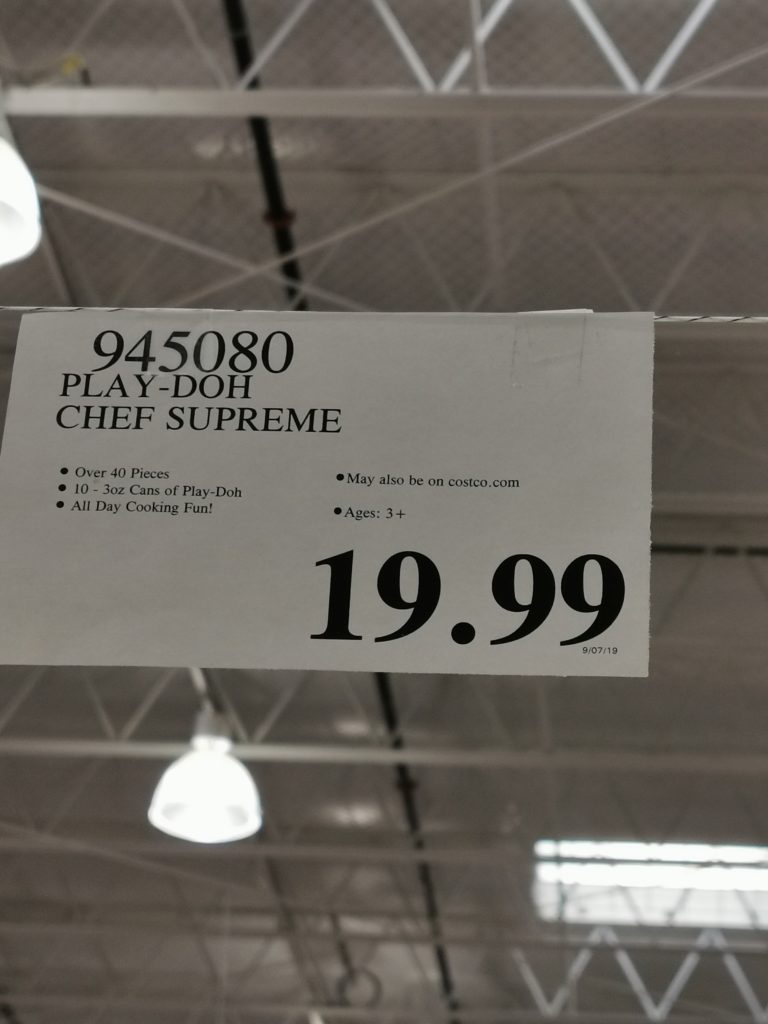 945080
PLAY-DOH
CHEF SUPREME
● Over 40 Pieces
● 10 - 3oz Cans of Play-Doh
● All Day Cooking Fun!
● May also be on costco.com
● Ages: 3+
19.99
9/07/19